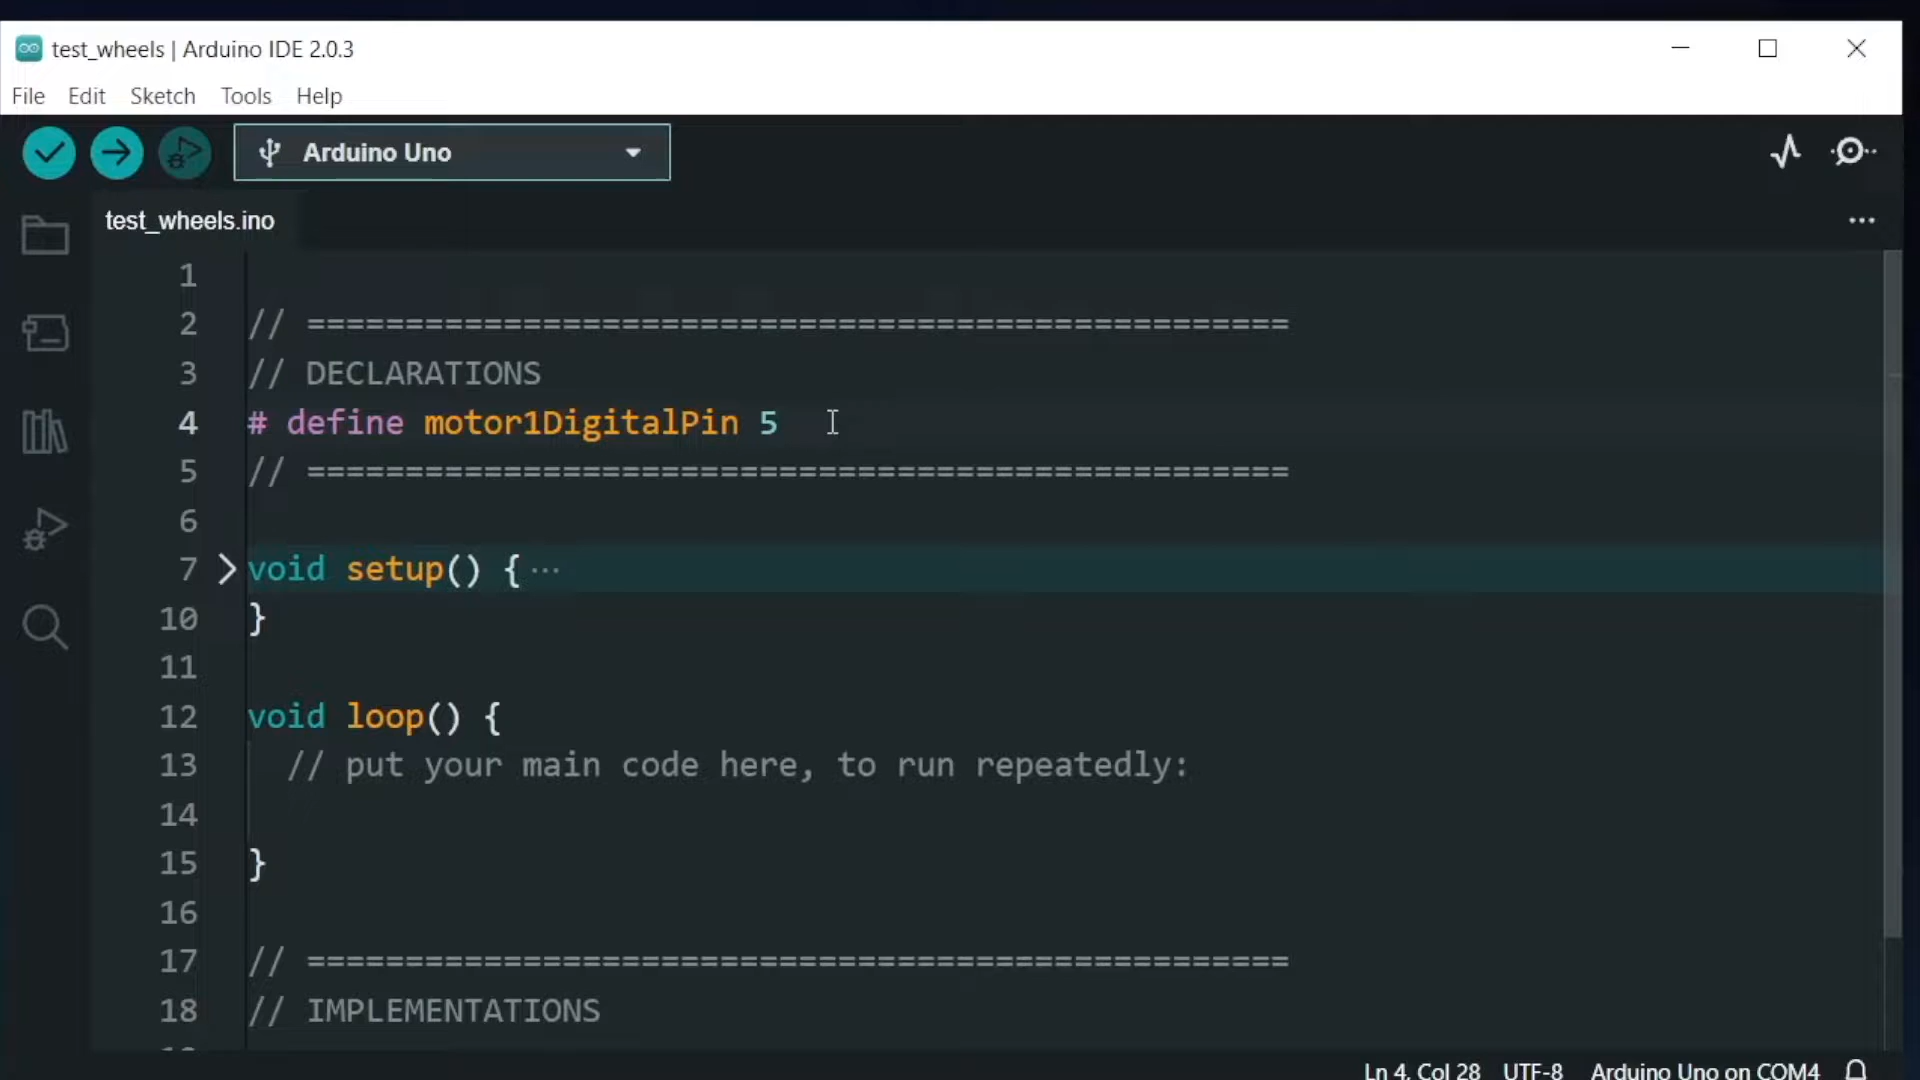 test_wheels | Arduino IDE 2.0.3
File Edit Sketch Tools Help
Arduino Uno
test_wheels.ino
1
2 // ==================================================
3 // DECLARATIONS
4 # define motor1DigitalPin 5
5 // ==================================================
6
7 void setup() { ···
10 }
11
12 void loop() {
13 // put your main code here, to run repeatedly:
14
15 }
16
17 // ==================================================
18 // IMPLEMENTATIONS
Ln 4, Col 28 UTF-8 Arduino Uno on COM4